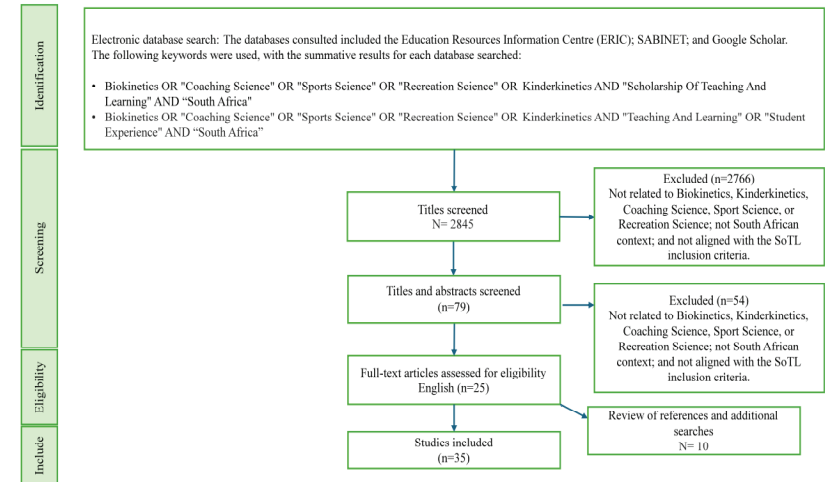 Identification
Electronic database search: The databases consulted included the Education Resources Information Centre (ERIC); SABINET; and Google Scholar.
The following keywords were used, with the summative results for each database searched:
• Biokinetics OR "Coaching Science" OR "Sports Science" OR "Recreation Science" OR Kinderkinetics AND "Scholarship Of Teaching And
Learning" AND “South Africa"
• Biokinetics OR "Coaching Science" OR "Sports Science" OR "Recreation Science" OR Kinderkinetics AND "Teaching And Learning" OR "Student
Experience" AND “South Africa”
Screening
Titles screened
N= 2845
Excluded (n=2766)
Not related to Biokinetics, Kinderkinetics,
Coaching Science, Sport Science, or
Recreation Science; not South African
context; and not aligned with the SoTL
inclusion criteria.
Titles and abstracts screened
(n=79)
Excluded (n=54)
Not related to Biokinetics, Kinderkinetics,
Coaching Science, Sport Science, or
Recreation Science; not South African
context; and not aligned with the SoTL
inclusion criteria.
Eligibility
Full-text articles assessed for eligibility
English (n=25)
Review of references and additional
searches
N= 10
Include
Studies included
(n=35)